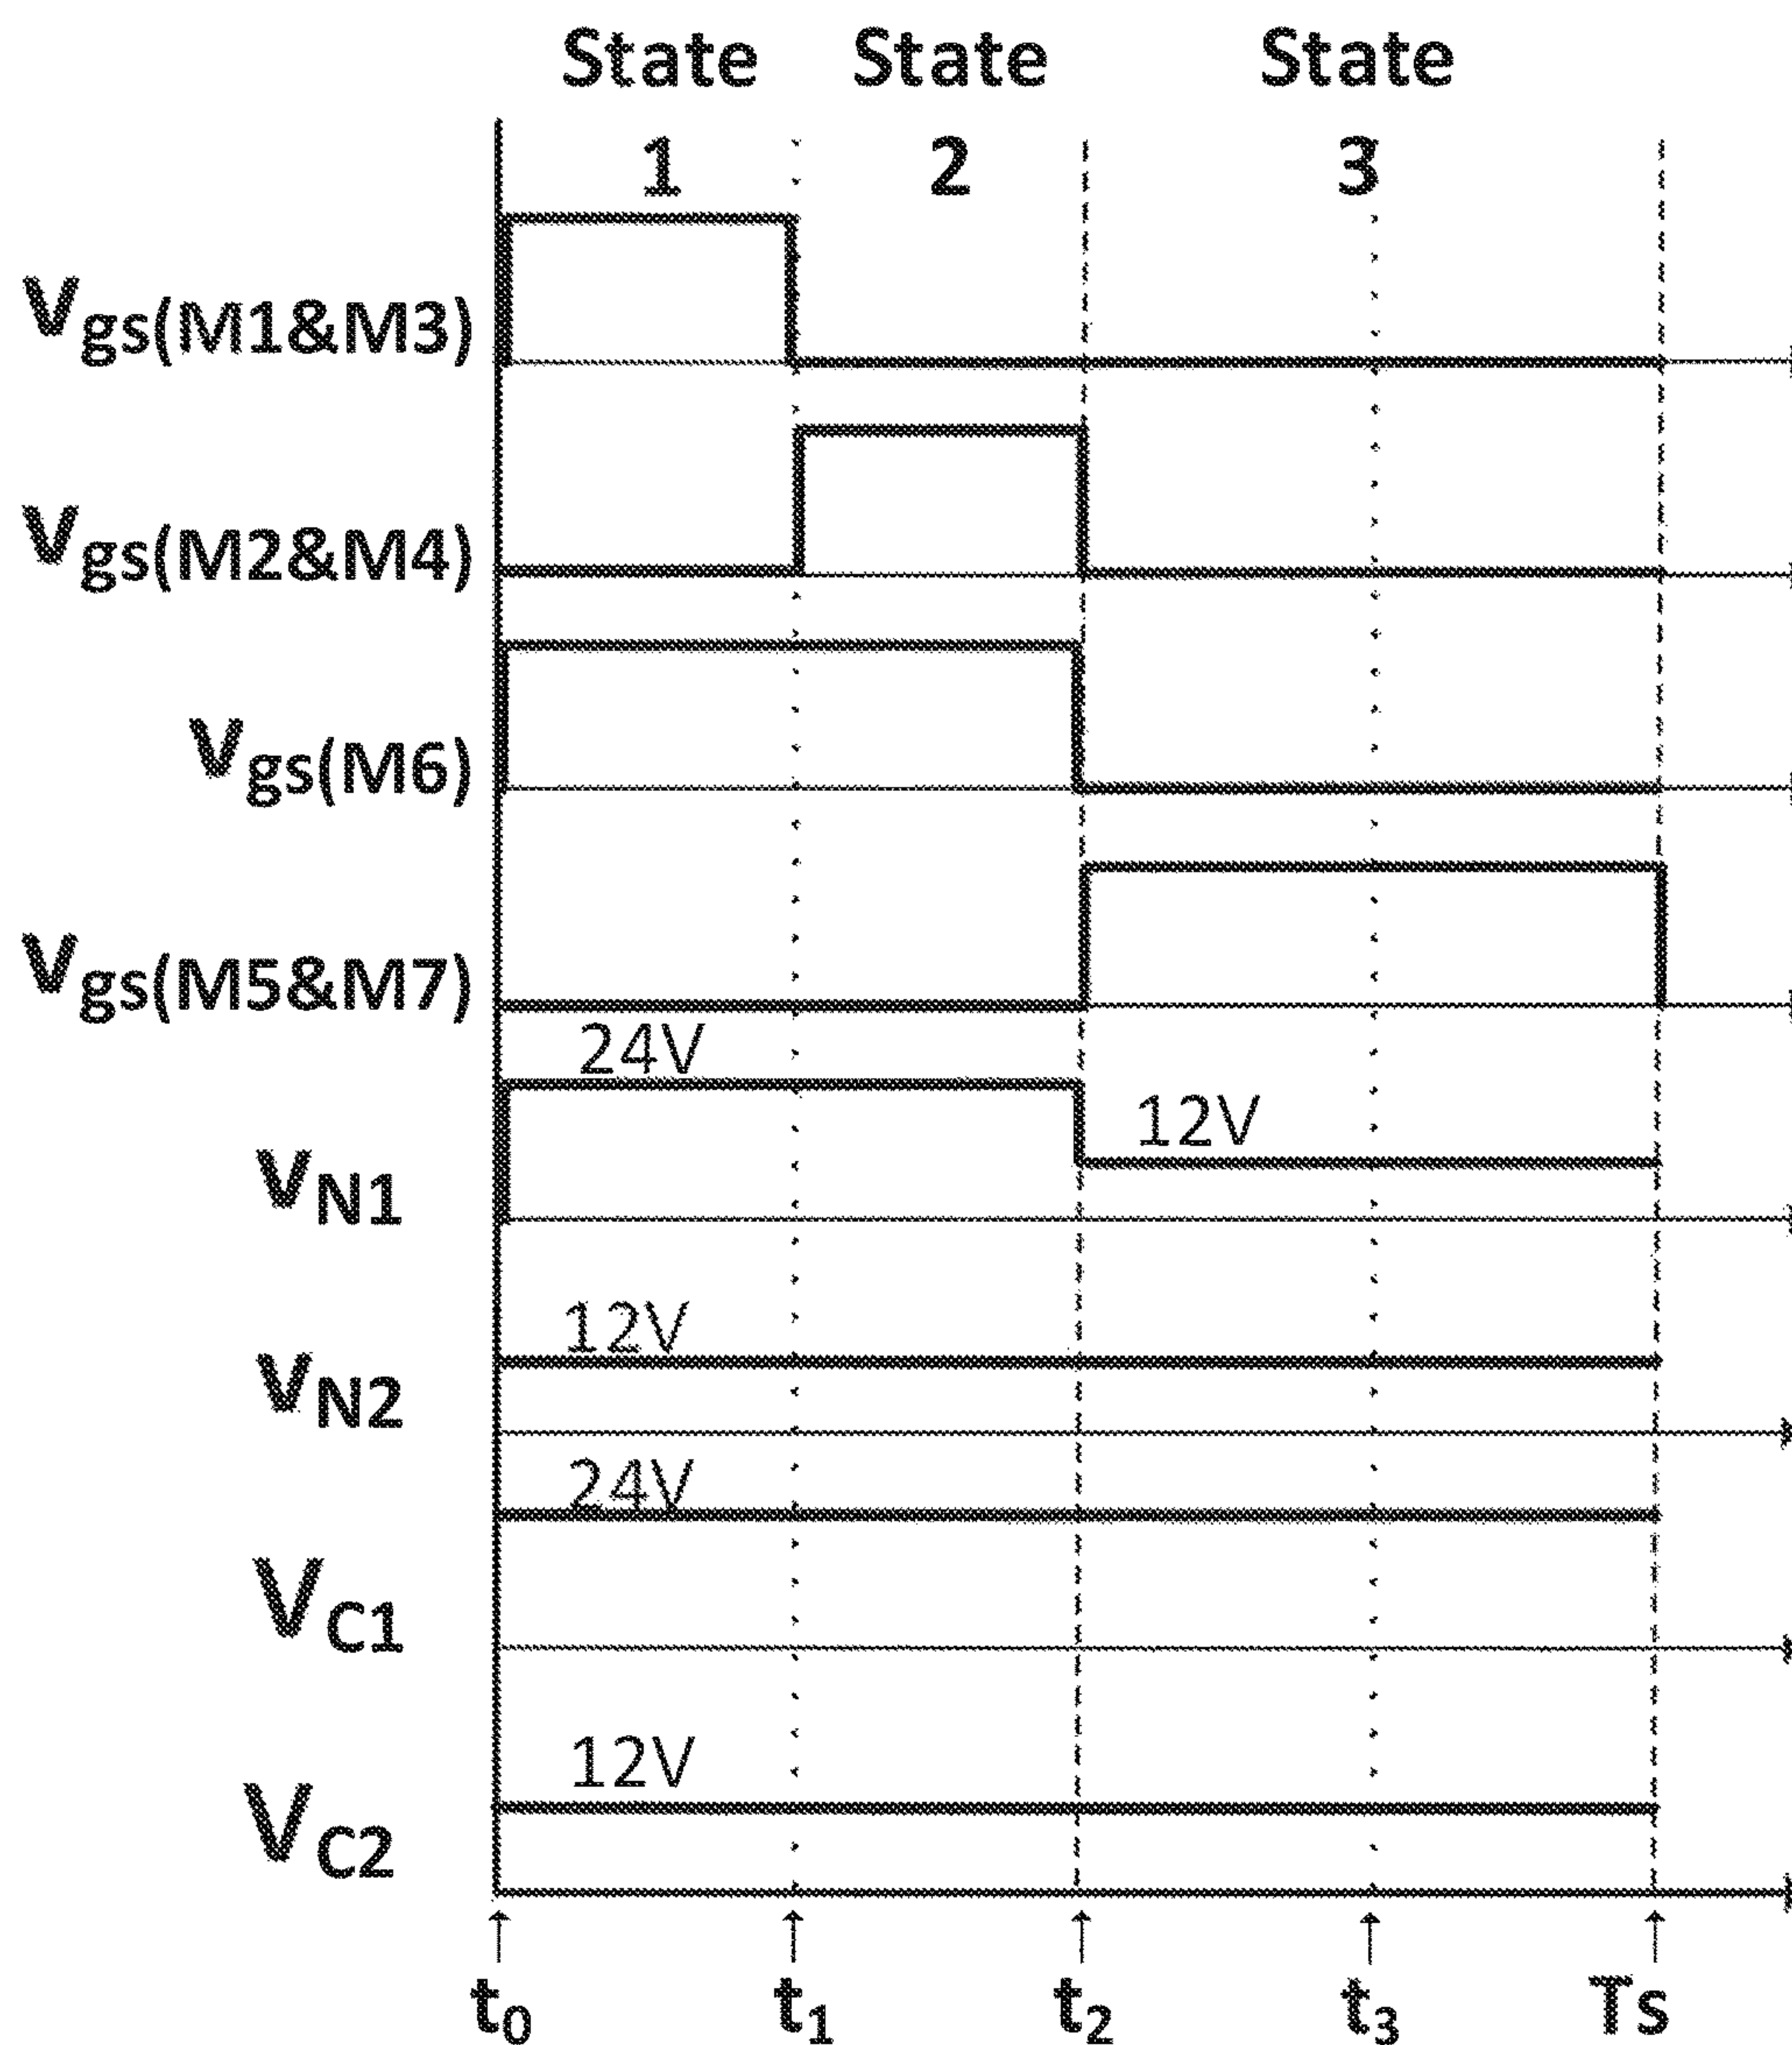 State State State
1 2 3
Vgs(M1&M3)
Vgs(M2&M4)
Vgs(M6)
Vgs(M5&M7)
24V
12V
VN1
12V
VN2
24V
VC1
12V
VC2
t0 t1 t2 t3 Ts